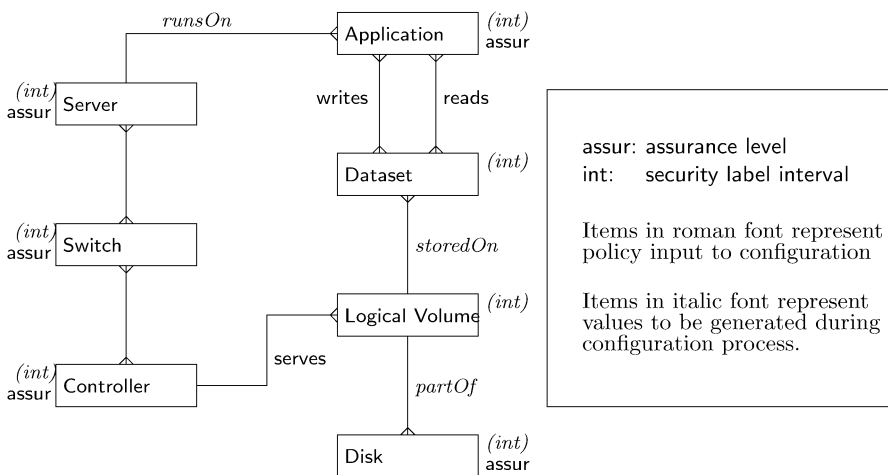 runsOn
Application
(int)
assur
(int)
assur
Server
writes
reads
Dataset
(int)
(int)
assur
Switch
storedOn
Logical Volume
(int)
serves
(int)
assur
Controller
partOf
Disk
(int)
assur
assur: assurance level
int: security label interval
Items in roman font represent
policy input to configuration
Items in italic font represent
values to be generated during
configuration process.